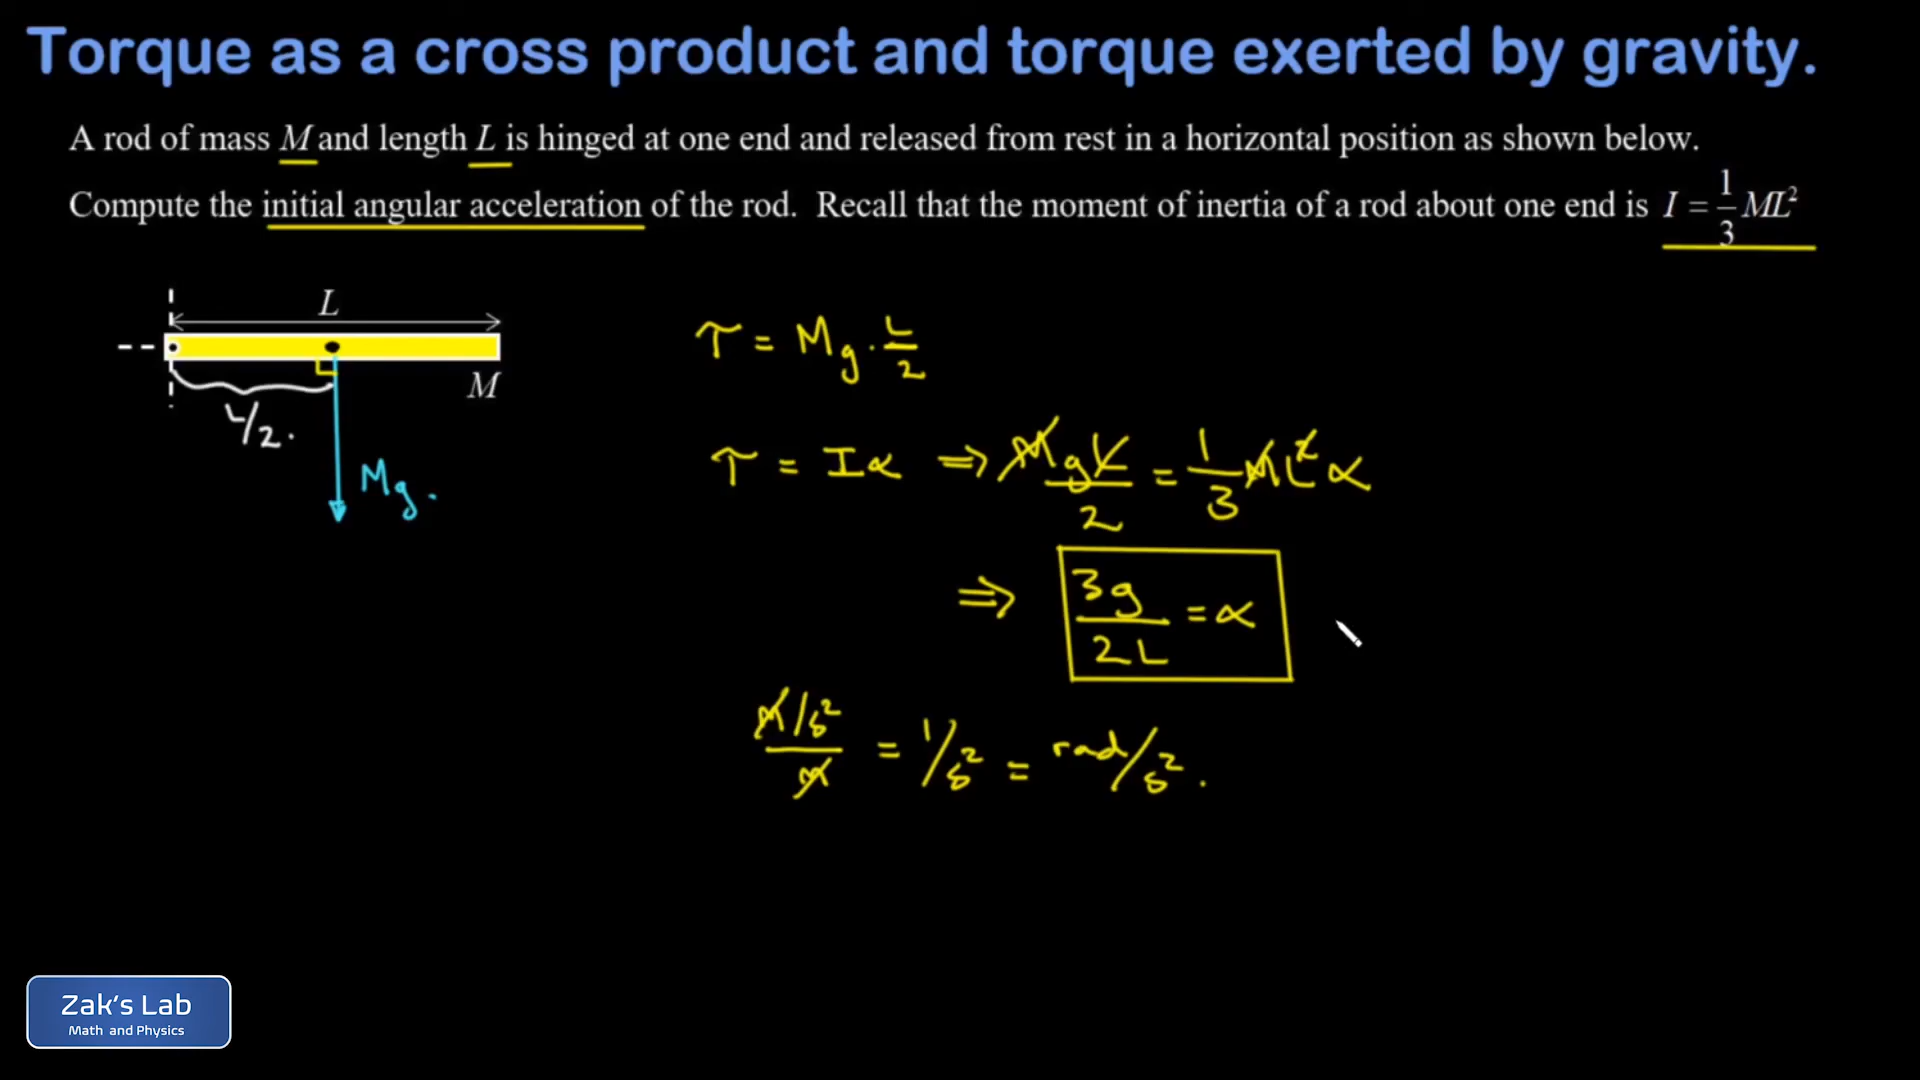 Torque as a cross product and torque exerted by gravity.
A rod of mass M and length L is hinged at one end and released from rest in a horizontal position as shown below.
Compute the initial angular acceleration of the rod. Recall that the moment of inertia of a rod about one end is I = 1/3 ML²
L
M
L/2.
Mg.
τ = Mg · L/2
τ = Iα ⇒ MgL/2 = 1/3 ML²α
⇒ 3g/2L = α
m/s²/m = 1/s² = rad/s².
Zak's Lab
Math and Physics